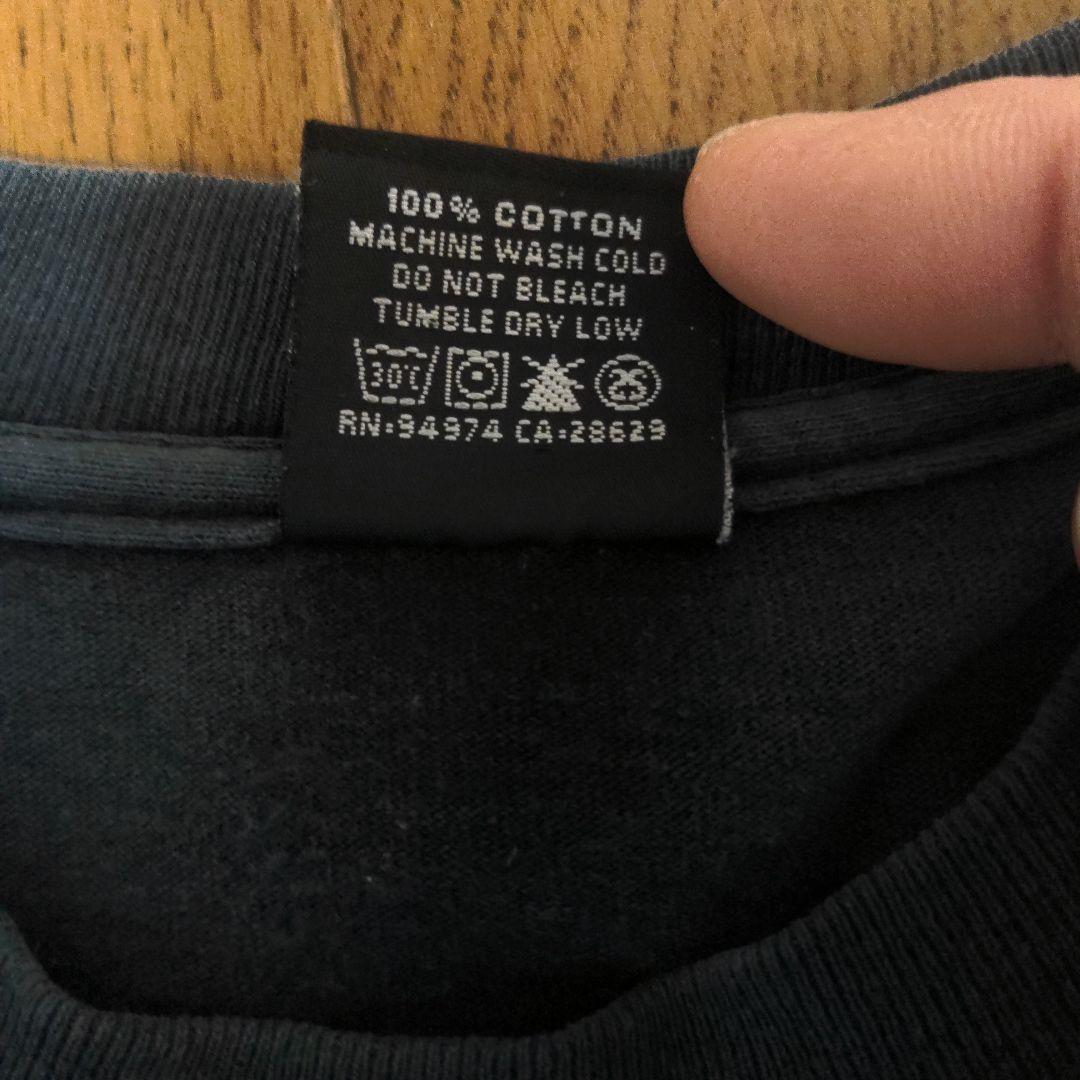 100% COTTON
MACHINE WASH COLD
DO NOT BLEACH
TUMBLE DRY LOW
30℃
RN:94974 CA:28629